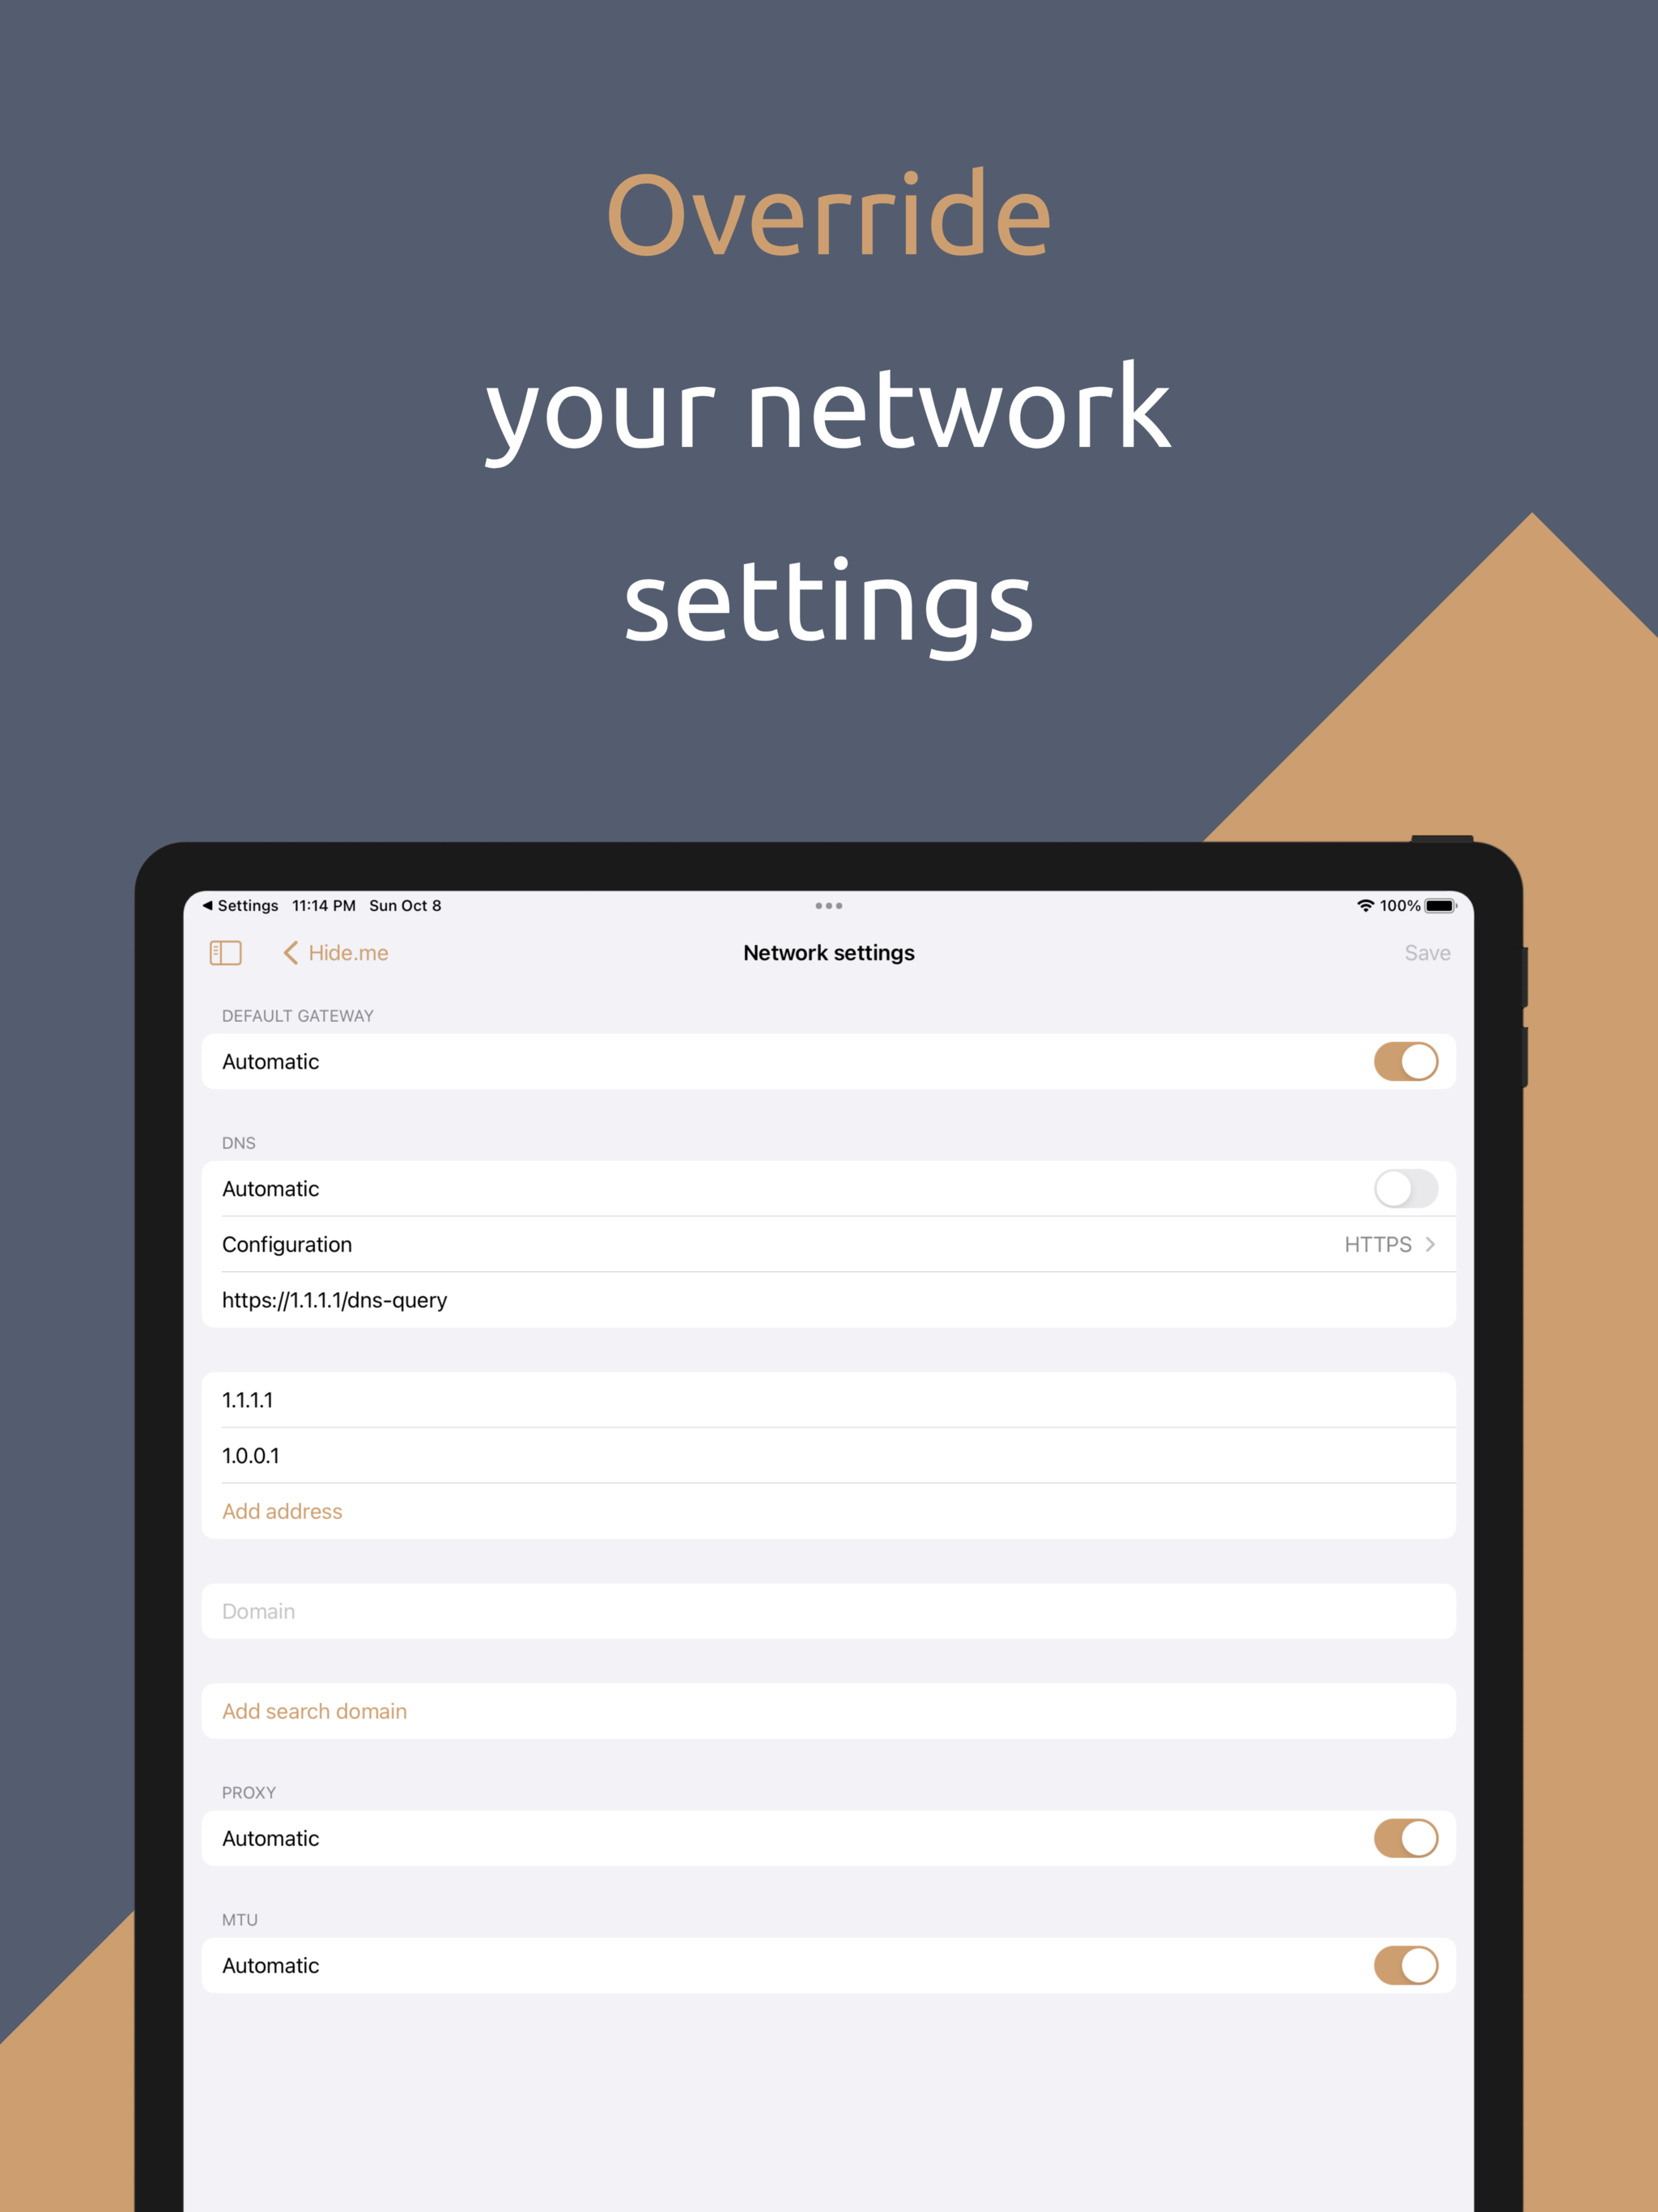 Override
your network
settings
Settings 11:14 PM Sun Oct 8 100%
Hide.me Network settings Save
DEFAULT GATEWAY
Automatic
DNS
Automatic
Configuration HTTPS
https://1.1.1.1/dns-query
1.1.1.1
1.0.0.1
Add address
Domain
Add search domain
PROXY
Automatic
MTU
Automatic